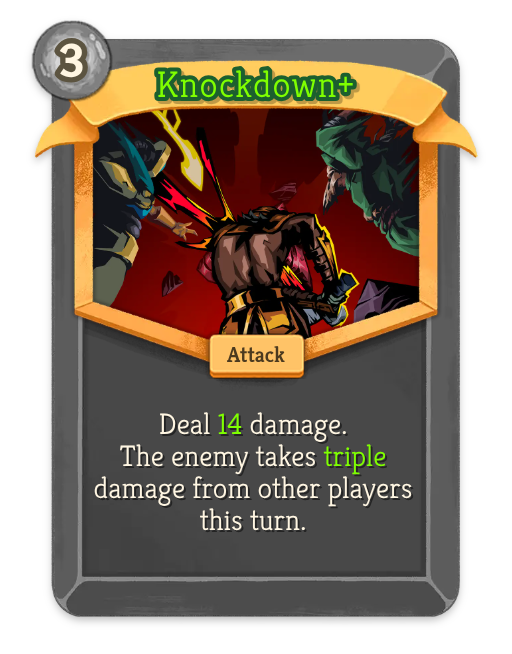 3
Knockdown+
Attack
Deal 14 damage.
The enemy takes triple
damage from other players
this turn.